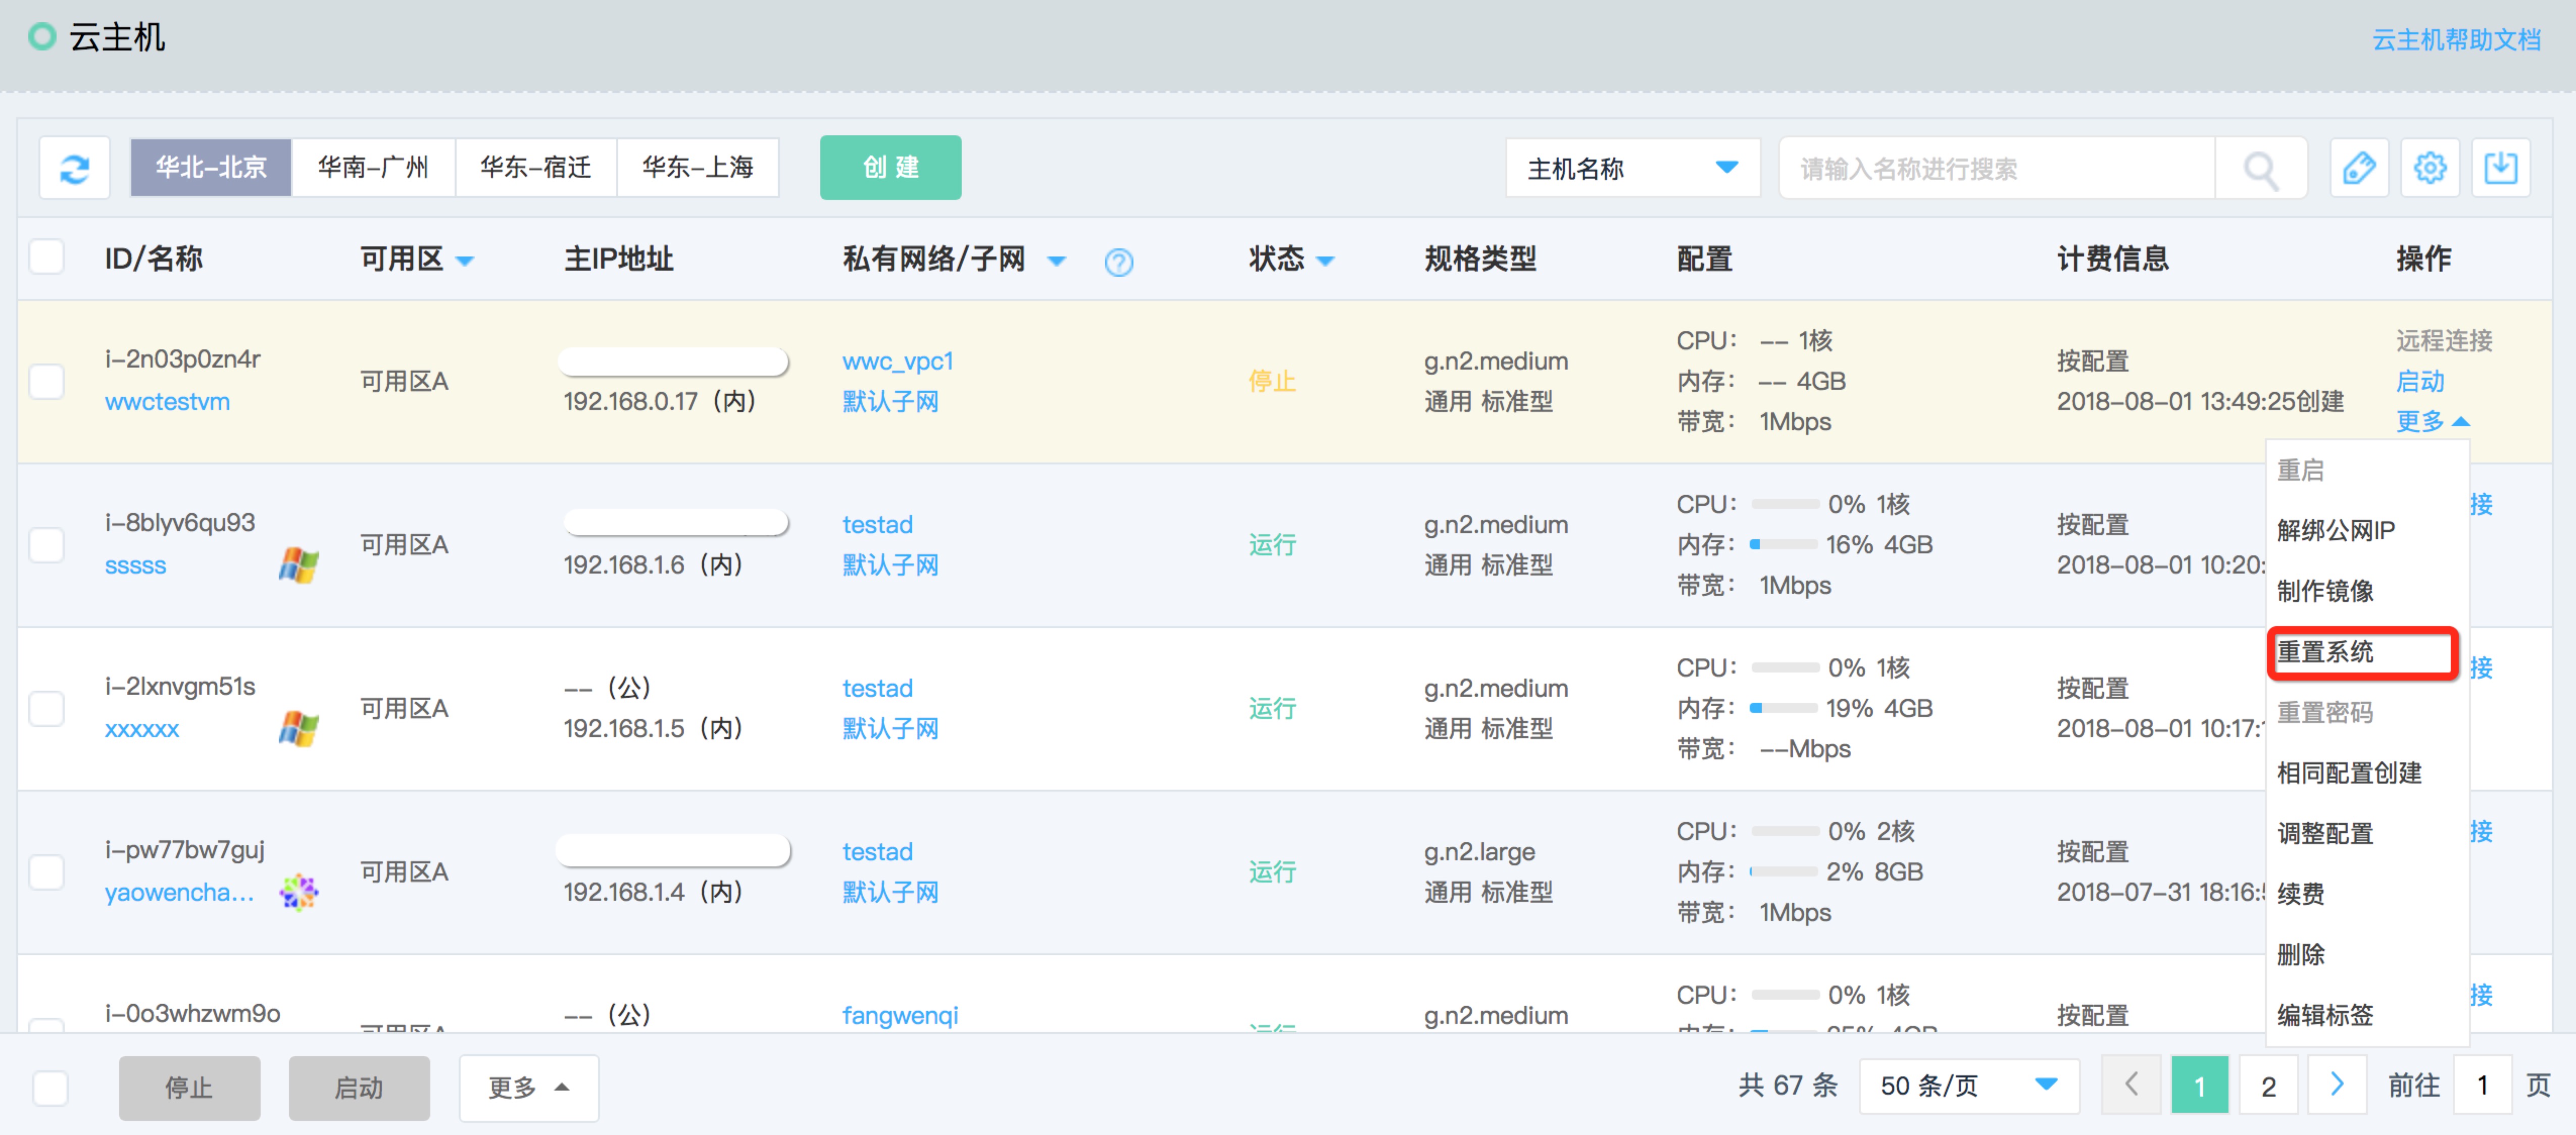 云主机
云主机帮助文档
华北-北京
华南-广州
华东-宿迁
华东-上海
创 建
主机名称
请输入名称进行搜索
ID/名称
可用区
主IP地址
私有网络/子网
?
状态
规格类型
配置
计费信息
操作
i-2n03p0zn4r
wwctestvm
可用区A
192.168.0.17（内）
wwc_vpc1
默认子网
停止
g.n2.medium
通用 标准型
CPU： -- 1核
内存： -- 4GB
带宽： 1Mbps
按配置
2018-08-01 13:49:25创建
远程连接
启动
更多
重启
解绑公网IP
制作镜像
重置系统
重置密码
相同配置创建
调整配置
续费
删除
编辑标签
i-8blyv6qu93
sssss
可用区A
192.168.1.6（内）
testad
默认子网
运行
g.n2.medium
通用 标准型
CPU： 0% 1核
内存： 16% 4GB
带宽： 1Mbps
按配置
2018-08-01 10:20:
接
i-2lxnvgm51s
xxxxxx
可用区A
--（公）
192.168.1.5（内）
testad
默认子网
运行
g.n2.medium
通用 标准型
CPU： 0% 1核
内存： 19% 4GB
带宽： --Mbps
按配置
2018-08-01 10:17:
接
i-pw77bw7guj
yaowencha...
可用区A
192.168.1.4（内）
testad
默认子网
运行
g.n2.large
通用 标准型
CPU： 0% 2核
内存： 2% 8GB
带宽： 1Mbps
按配置
2018-07-31 18:16:
接
i-0o3whzwm9o
--（公）
fangwenqi
g.n2.medium
CPU： 0% 1核
按配置
接
停止
启动
更多
共 67 条
50 条/页
1
2
前往
1
页